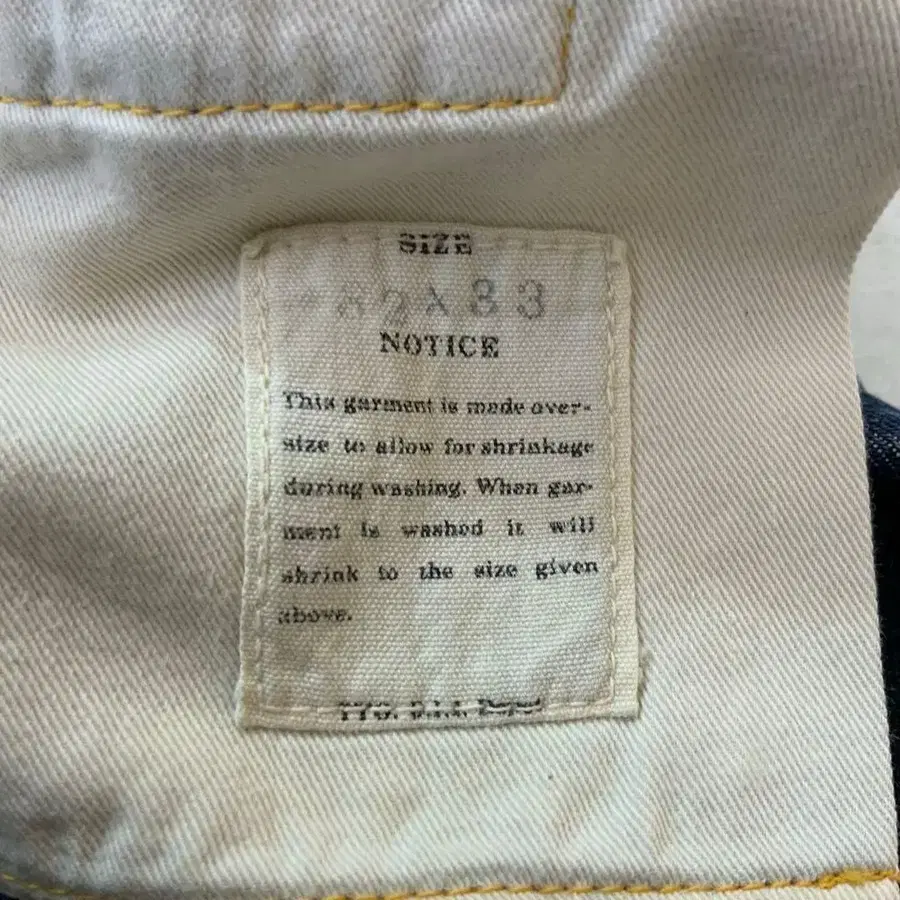 SIZE
82X33
NOTICE
This garment is made over-
size to allow for shrinkage
during washing. When gar-
ment is washed it will
shrink to the size given
above.